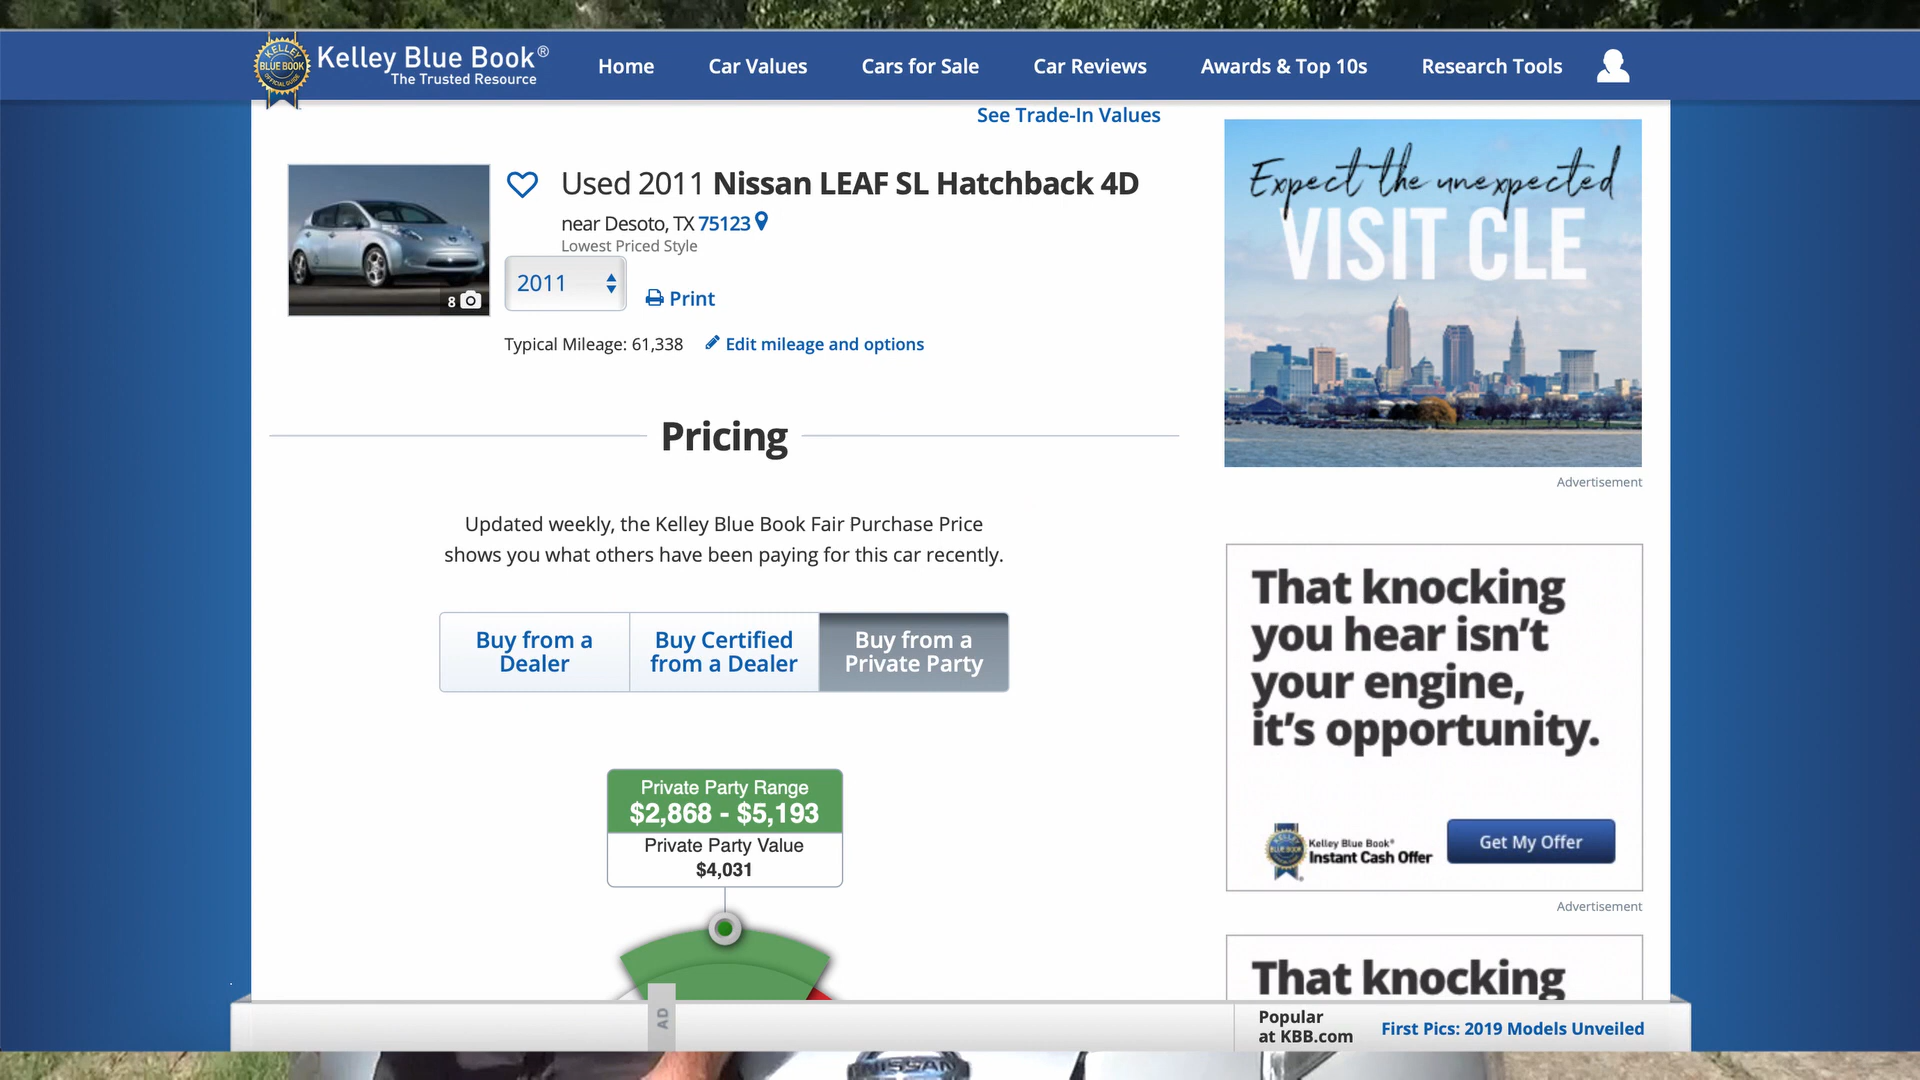 KELLEY
BLUE BOOK
Kelley Blue Book®
The Trusted Resource
Home
Car Values
Cars for Sale
Car Reviews
Awards & Top 10s
Research Tools
See Trade-In Values
Used 2011 Nissan LEAF SL Hatchback 4D
near Desoto, TX 75123
Lowest Priced Style
8
2011
Print
Typical Mileage: 61,338
Edit mileage and options
Pricing
Updated weekly, the Kelley Blue Book Fair Purchase Price
shows you what others have been paying for this car recently.
Buy from a
Dealer
Buy Certified
from a Dealer
Buy from a
Private Party
Private Party Range
$2,868 - $5,193
Private Party Value
$4,031
AD
Expect the unexpected
VISIT CLE
Advertisement
That knocking
you hear isn't
your engine,
it's opportunity.
BLUE BOOK
Kelley Blue Book®
Instant Cash Offer
Get My Offer
Advertisement
That knocking
Popular
at KBB.com
First Pics: 2019 Models Unveiled
NISSAN